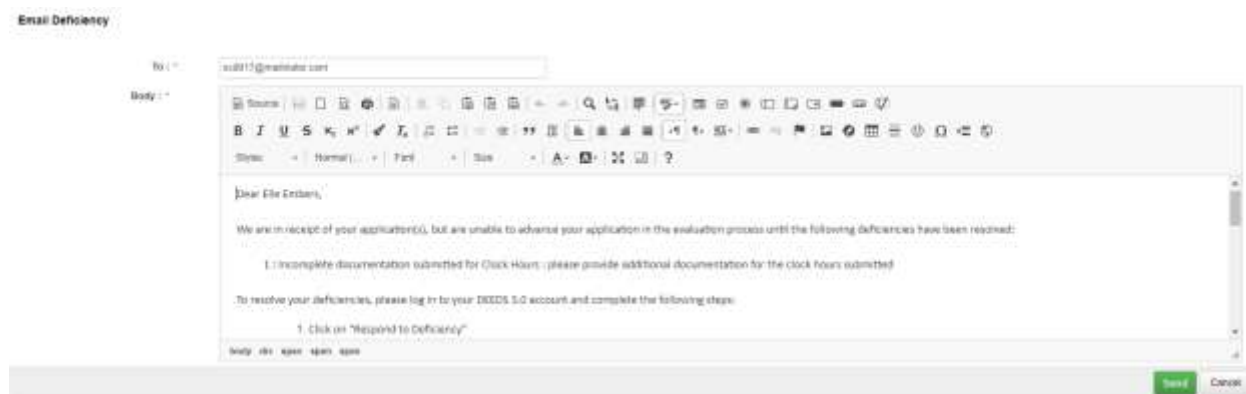 Email Deficiency
To : *
Body : *
Source
B I U S
Styles Normal (... Font Size A- A- ?
Dear Elle Embers,
We are in receipt of your application(s), but are unable to advance your application in the evaluation process until the following deficiencies have been resolved:
1. : Incomplete documentation submitted for Clock Hours : please provide additional documentation for the clock hours submitted
To resolve your deficiencies, please log in to your DEEDS 5.0 account and complete the following steps:
1. Click on "Respond to Deficiency"
body div span span span
Send Cancel